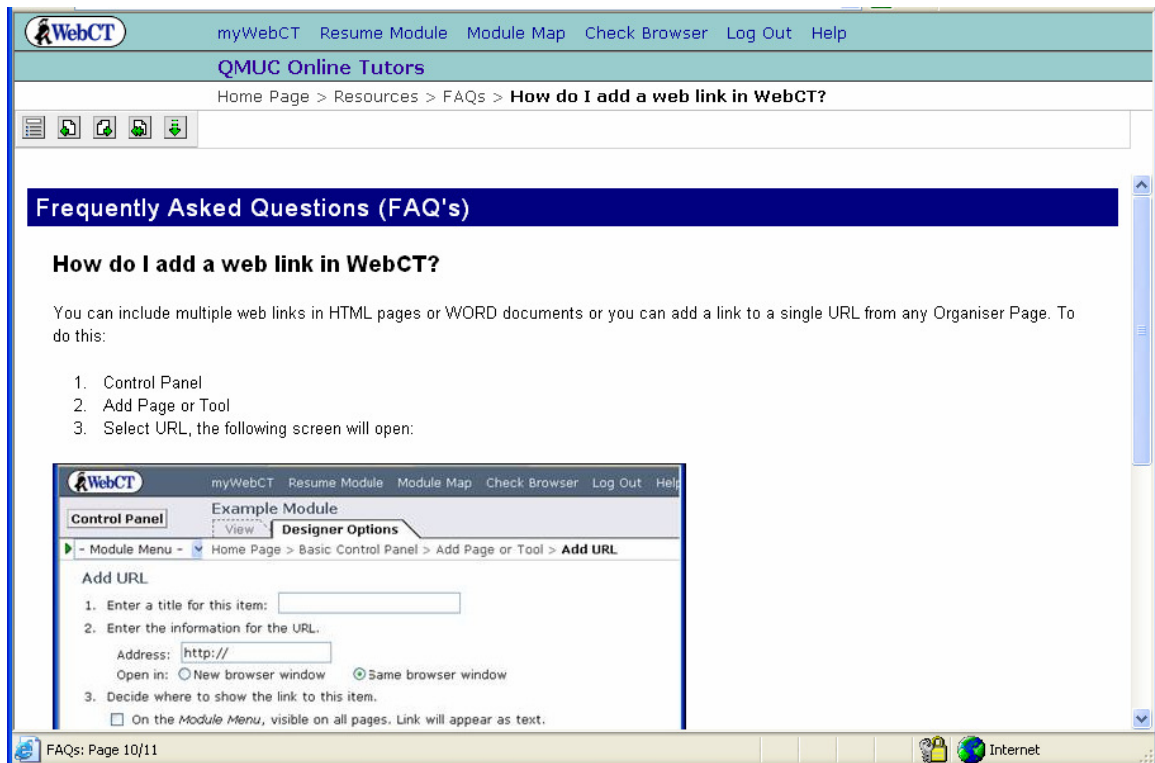 WebCT myWebCT Resume Module Module Map Check Browser Log Out Help
QMUC Online Tutors
Home Page > Resources > FAQs > How do I add a web link in WebCT?
Frequently Asked Questions (FAQ's)
How do I add a web link in WebCT?
You can include multiple web links in HTML pages or WORD documents or you can add a link to a single URL from any Organiser Page. To
do this:
1. Control Panel
2. Add Page or Tool
3. Select URL, the following screen will open:
WebCT myWebCT Resume Module Module Map Check Browser Log Out Help
Example Module
Control Panel View Designer Options
- Module Menu - Home Page > Basic Control Panel > Add Page or Tool > Add URL
Add URL
1. Enter a title for this item:
2. Enter the information for the URL.
Address: http://
Open in: New browser window Same browser window
3. Decide where to show the link to this item.
On the Module Menu, visible on all pages. Link will appear as text.
FAQs: Page 10/11 Internet